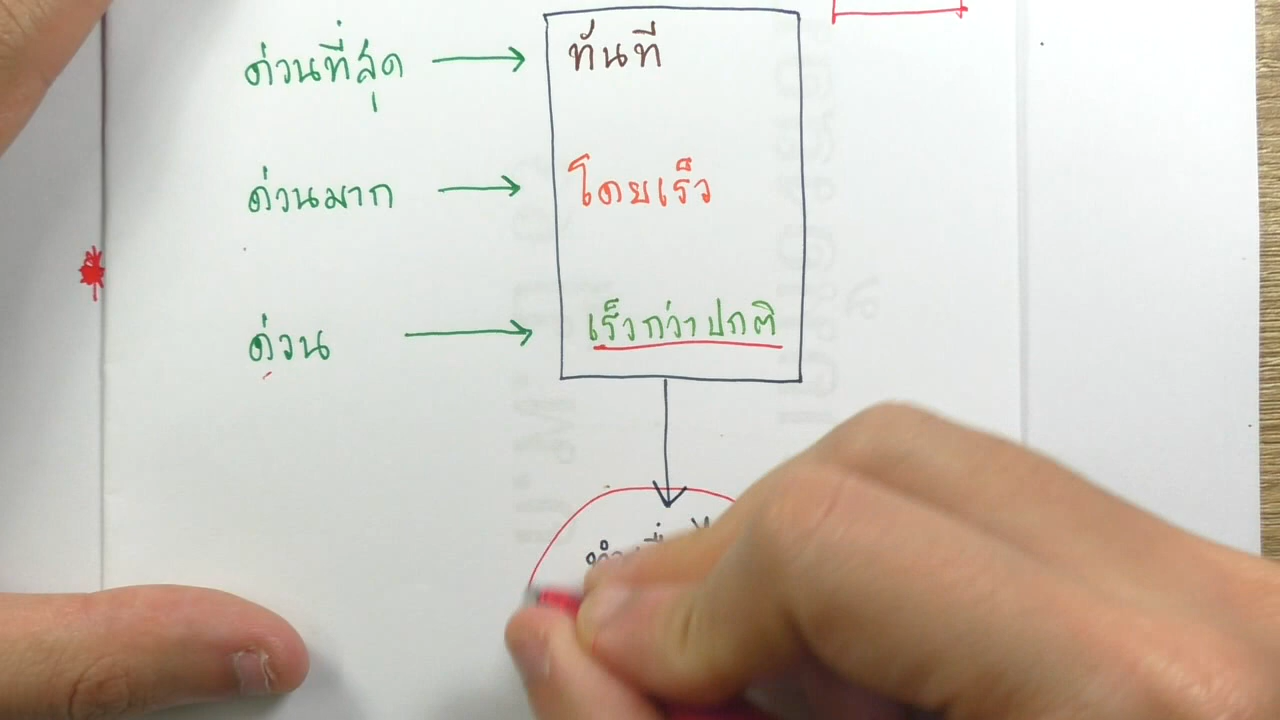 ด่วนที่สุด → ทันที
ด่วนมาก → โดยเร็ว
ด่วน → เร็วกว่าปกติ